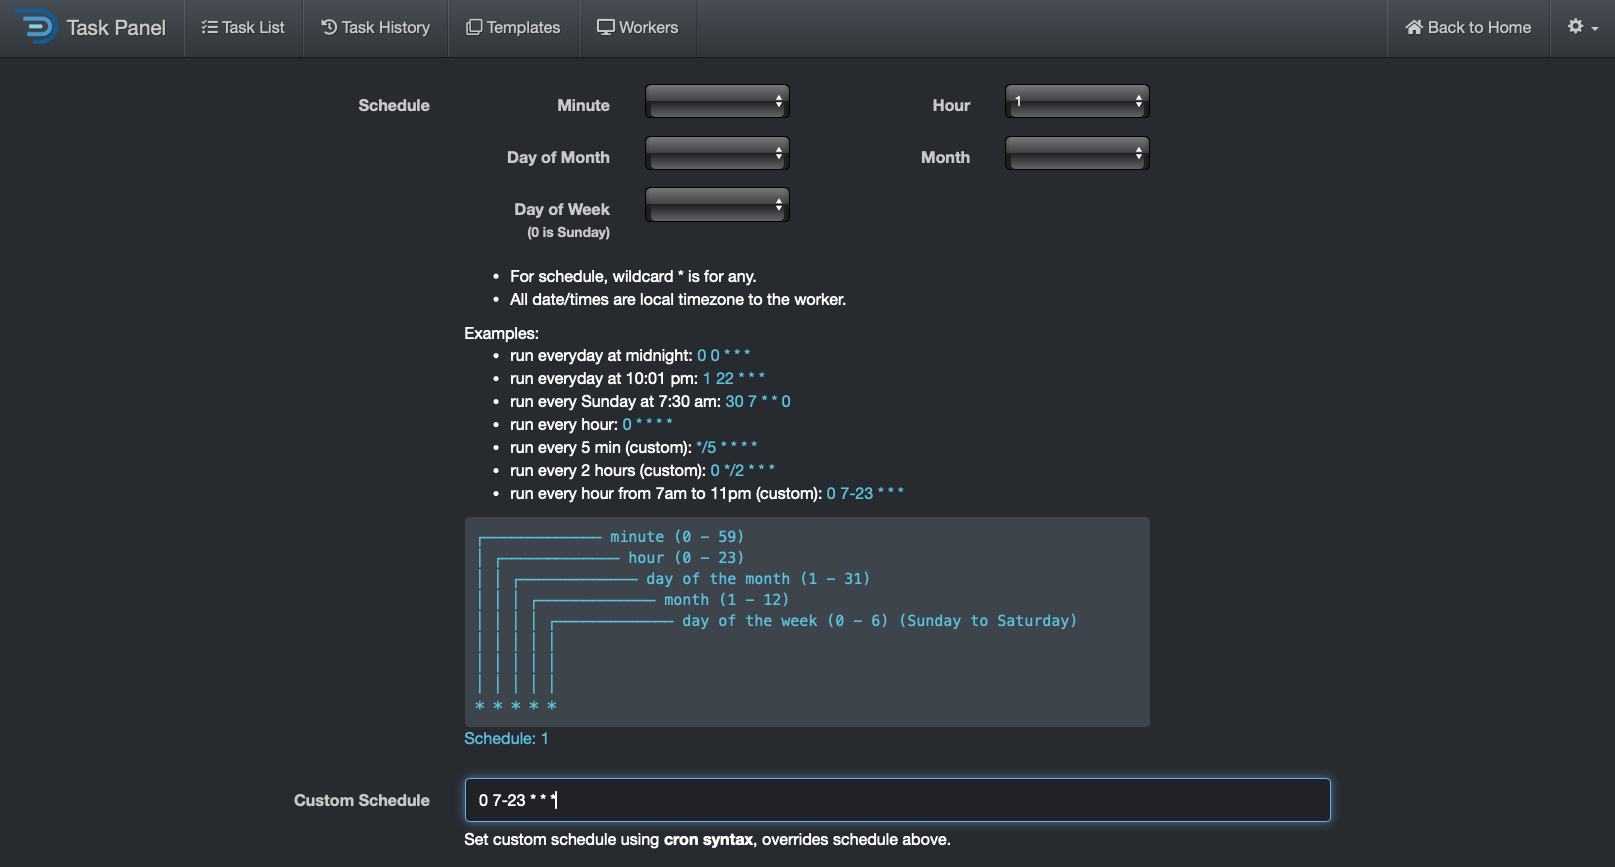 Task Panel Task List Task History Templates Workers Back to Home
Schedule Minute Hour 1
Day of Month Month
Day of Week
(0 is Sunday)
• For schedule, wildcard * is for any.
• All date/times are local timezone to the worker.
Examples:
• run everyday at midnight: 0 0 * * *
• run everyday at 10:01 pm: 1 22 * * *
• run every Sunday at 7:30 am: 30 7 * * 0
• run every hour: 0 * * * *
• run every 5 min (custom): */5 * * * *
• run every 2 hours (custom): 0 */2 * * *
• run every hour from 7am to 11pm (custom): 0 7-23 * * *
minute (0 - 59)
hour (0 - 23)
day of the month (1 - 31)
month (1 - 12)
day of the week (0 - 6) (Sunday to Saturday)
* * * * *
Schedule: 1
Custom Schedule 0 7-23 * * *
Set custom schedule using cron syntax, overrides schedule above.